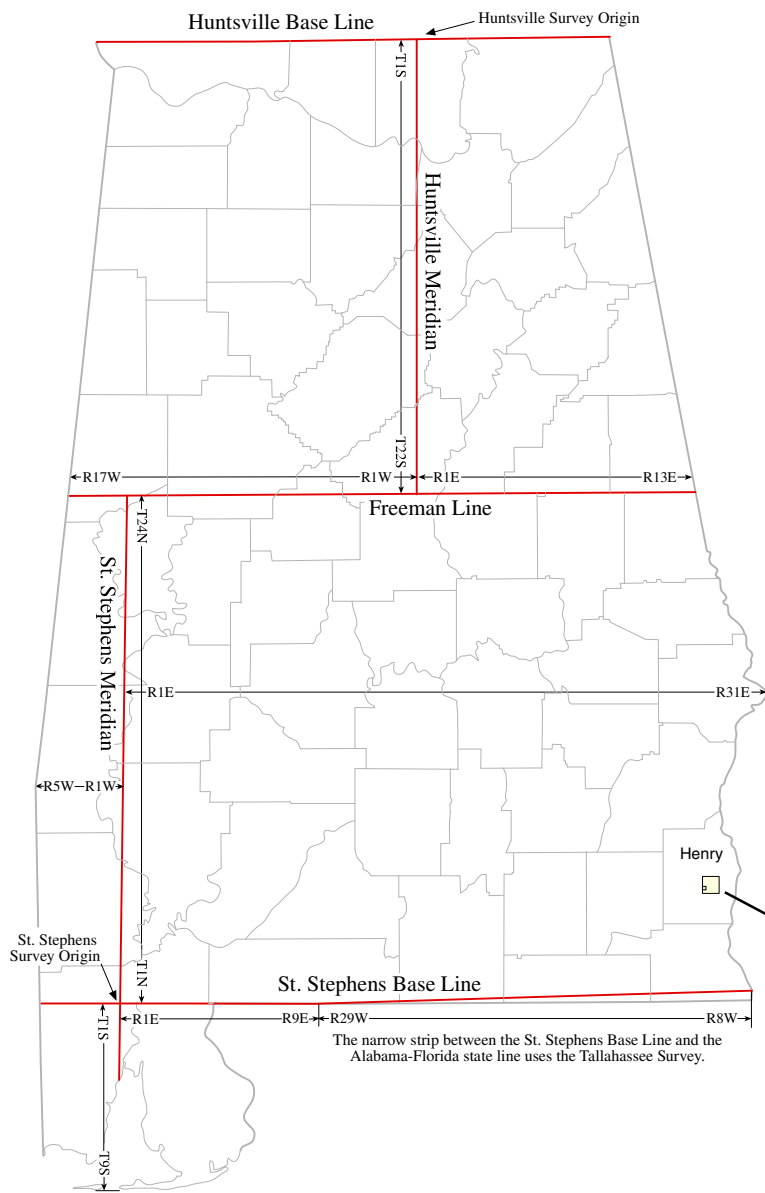 Huntsville Base Line
Huntsville Survey Origin
T1S
Huntsville Meridian
T22S
R17W
R1W
R1E
R13E
Freeman Line
T24N
St. Stephens Meridian
R1E
R31E
R5W
R1W
Henry
St. Stephens
Survey Origin
T1N
St. Stephens Base Line
T1S
R1E
R9E
R29W
R8W
The narrow strip between the St. Stephens Base Line and the
Alabama-Florida state line uses the Tallahassee Survey.
T9S